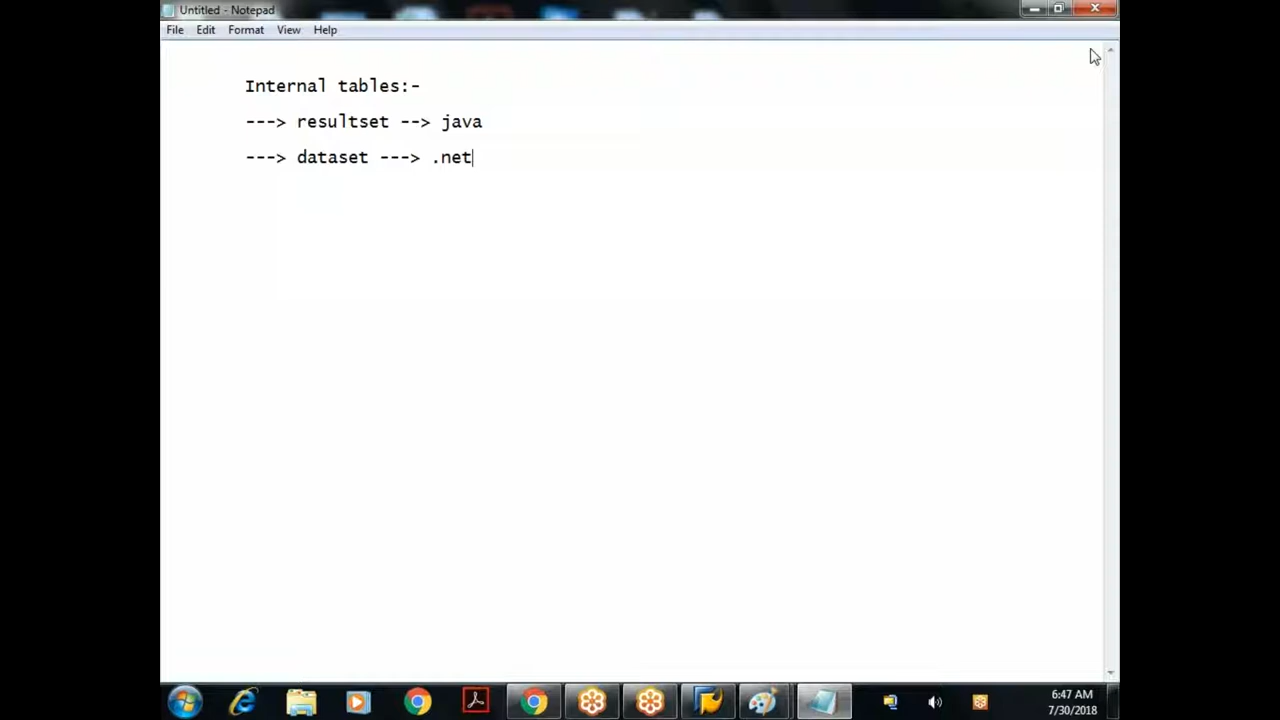 Untitled - Notepad
File Edit Format View Help
Internal tables:-
---> resultset --> java
---> dataset ---> .net
6:47 AM
7/30/2018